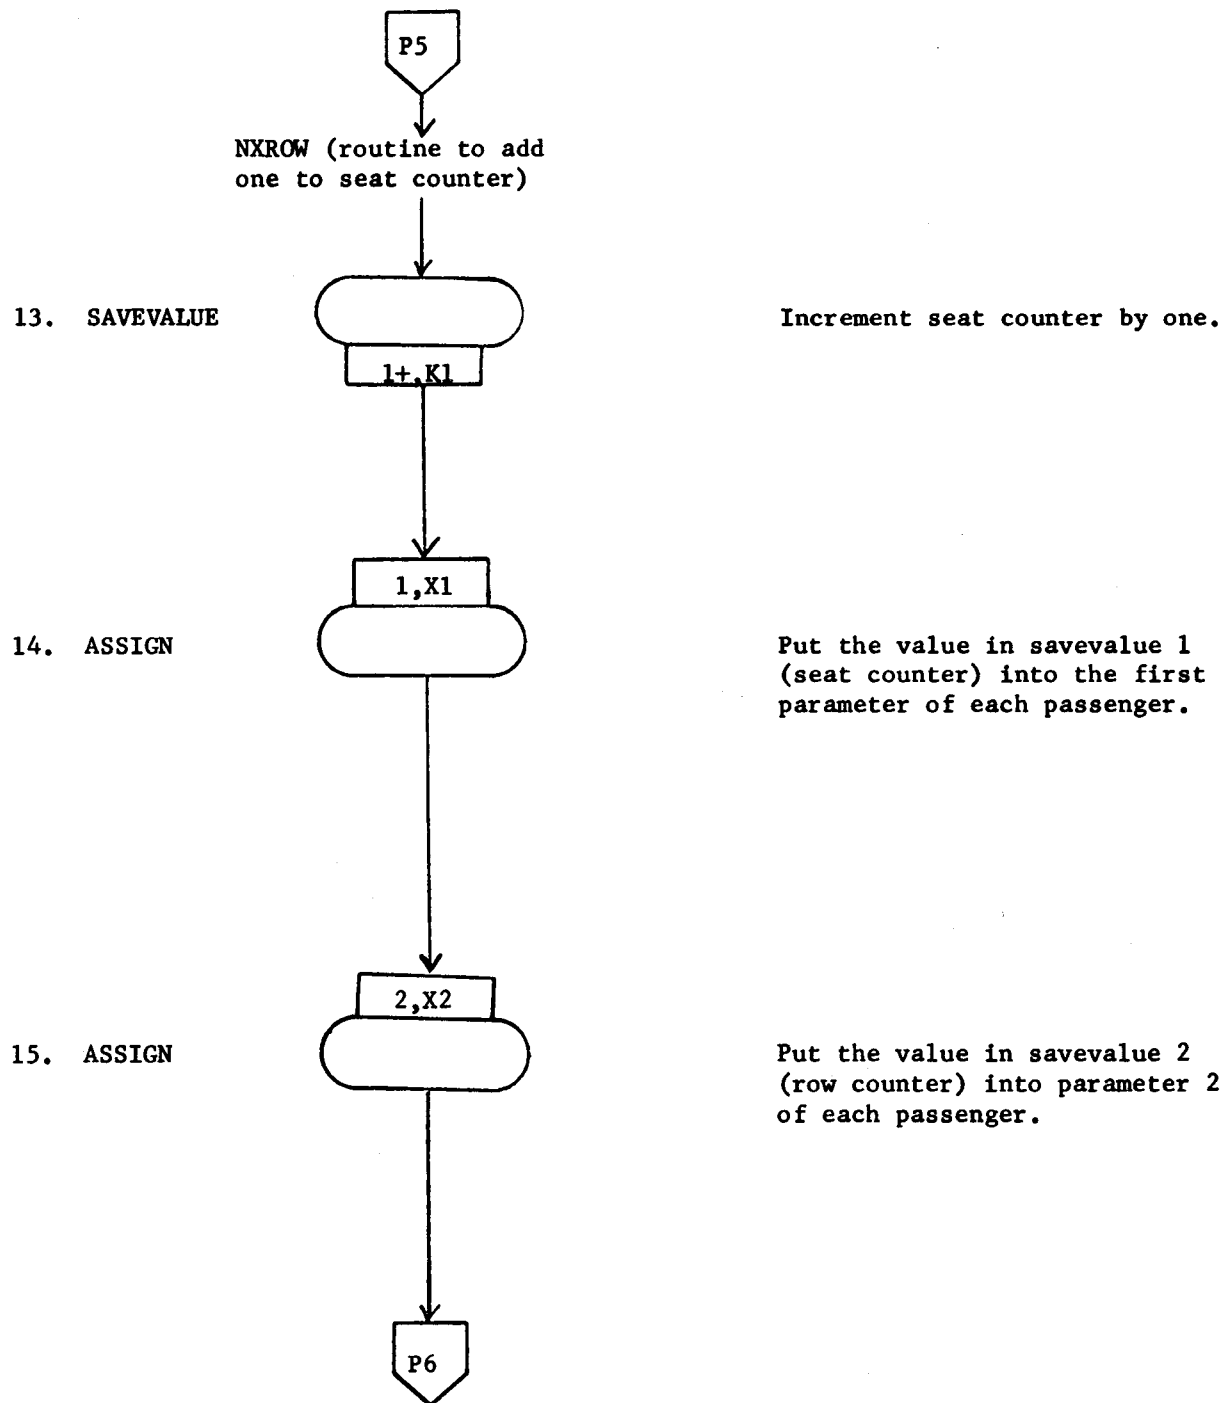 P5
NXROW (routine to add
one to seat counter)
13. SAVEVALUE
Increment seat counter by one.
1+,K1
1,X1
14. ASSIGN
Put the value in savevalue 1
(seat counter) into the first
parameter of each passenger.
2,X2
15. ASSIGN
Put the value in savevalue 2
(row counter) into parameter 2
of each passenger.
P6